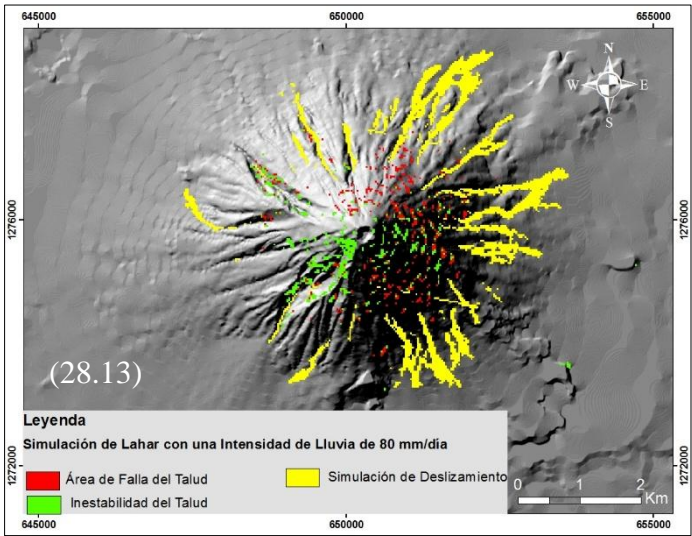 645000 650000 655000
N
W E
S
1276000 1276000
(28.13)
Leyenda
Simulación de Lahar con una Intensidad de Lluvia de 80 mm/dia
Área de Falla del Talud
Simulación de Deslizamiento
Inestabilidad del Talud
0 1 2
Km
1272000 1272000
645000 650000 655000